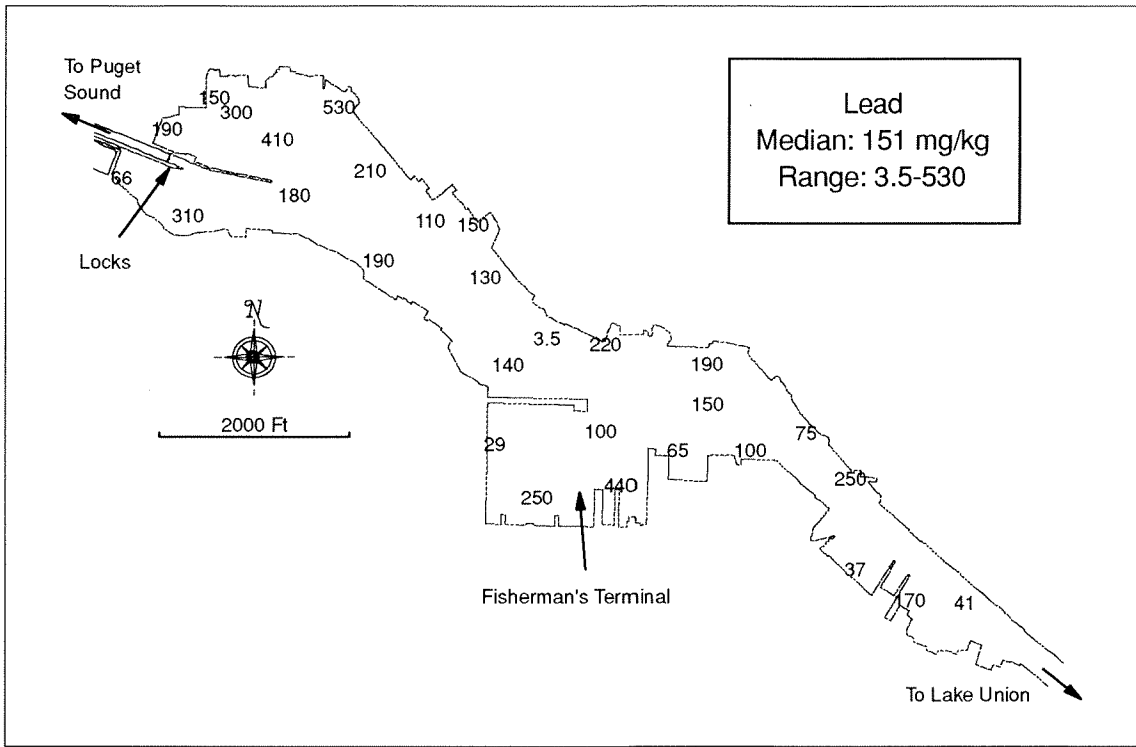 To Puget
Sound
150
300
530
190
410
66
210
180
310
110
150
Locks
190
130
N
3.5
220
140
190
2000 Ft
150
29
100
75
65
100
250
440
250
Fisherman's Terminal
37
170
41
To Lake Union
Lead
Median: 151 mg/kg
Range: 3.5-530